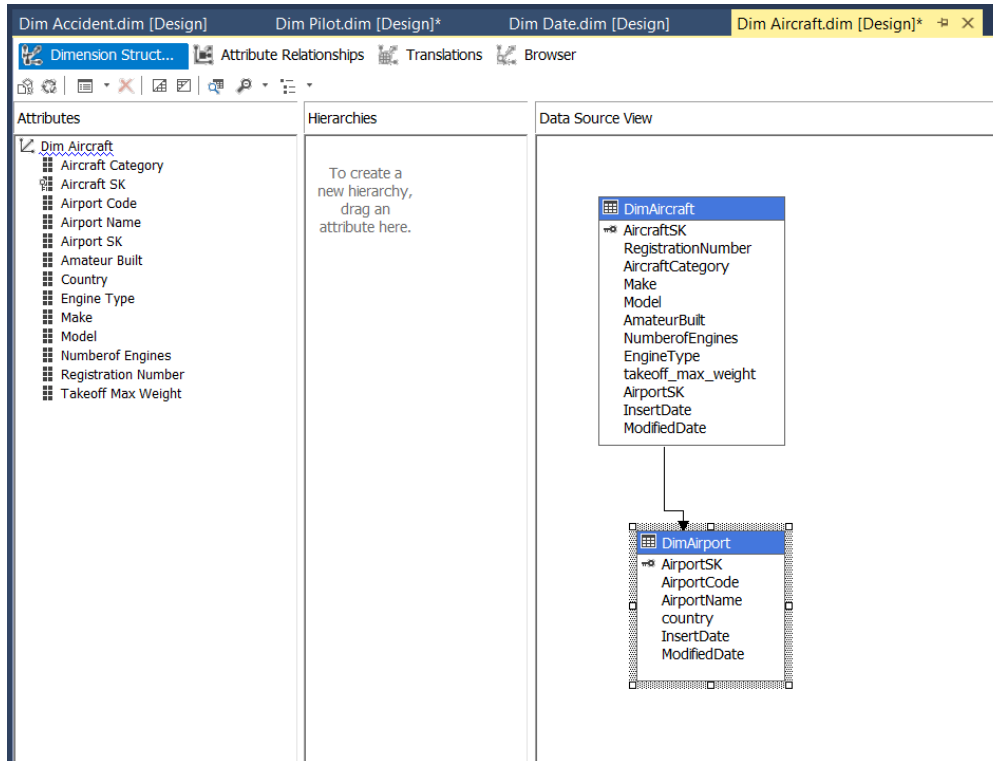 Dim Accident.dim [Design] Dim Pilot.dim [Design]* Dim Date.dim [Design] Dim Aircraft.dim [Design]*
Dimension Struct... Attribute Relationships Translations Browser
Attributes
Dim Aircraft
Aircraft Category
Aircraft SK
Airport Code
Airport Name
Airport SK
Amateur Built
Country
Engine Type
Make
Model
Numberof Engines
Registration Number
Takeoff Max Weight
Hierarchies
To create a
new hierarchy,
drag an
attribute here.
Data Source View
DimAircraft
AircraftSK
RegistrationNumber
AircraftCategory
Make
Model
AmateurBuilt
NumberofEngines
EngineType
takeoff_max_weight
AirportSK
InsertDate
ModifiedDate
DimAirport
AirportSK
AirportCode
AirportName
country
InsertDate
ModifiedDate